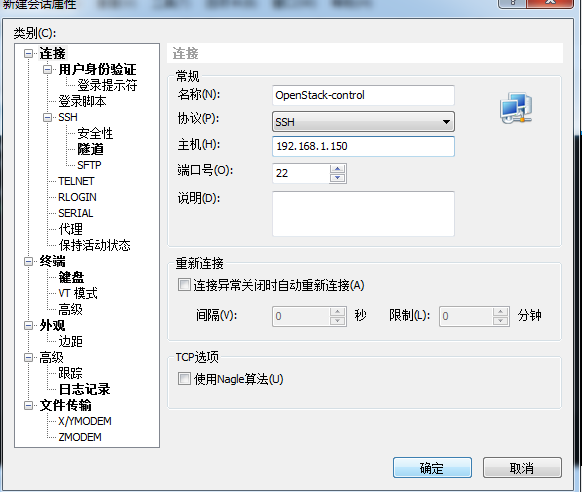 新建会话属性
类别(C):
连接
用户身份验证
登录提示符
登录脚本
SSH
安全性
隧道
SFTP
TELNET
RLOGIN
SERIAL
代理
保持活动状态
终端
键盘
VT 模式
高级
外观
边距
高级
跟踪
日志记录
文件传输
X/YMODEM
ZMODEM
连接
常规
名称(N): OpenStack-control
协议(P): SSH
主机(H): 192.168.1.150
端口号(O): 22
说明(D):
重新连接
连接异常关闭时自动重新连接(A)
间隔(V): 0 秒 限制(L): 0 分钟
TCP选项
使用Nagle算法(U)
确定 取消